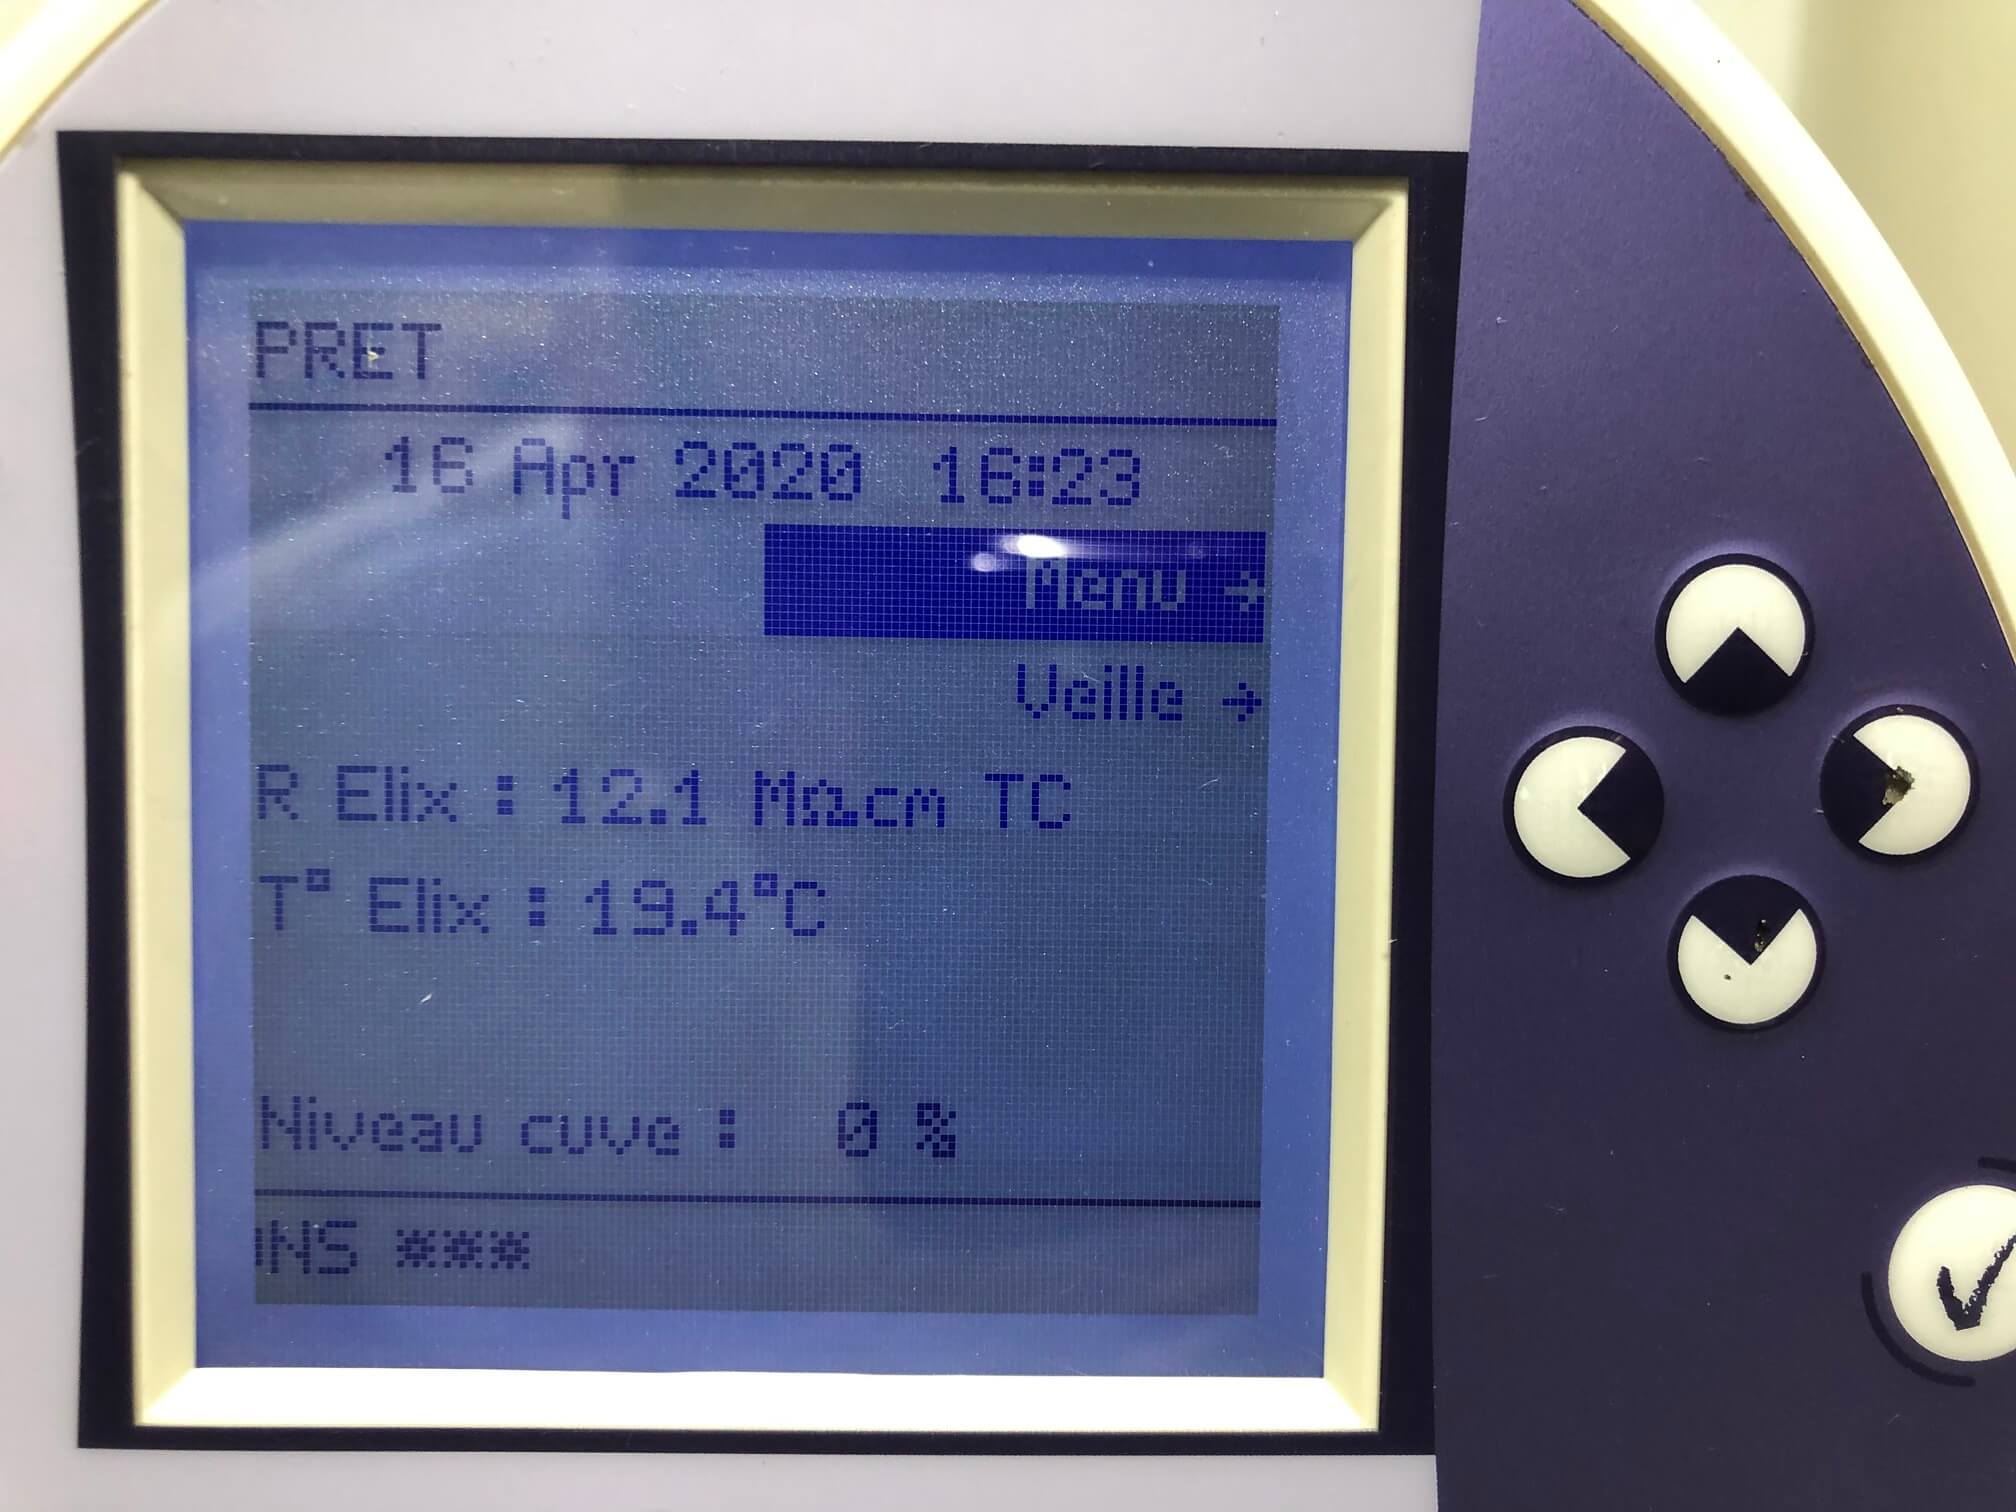 PRET
16 Apr 2020 16:23
Menu →
Veille →
R Elix : 12.1 MΩcm TC
T° Elix : 19.4°C
Niveau cuve : 0 %
NS ***